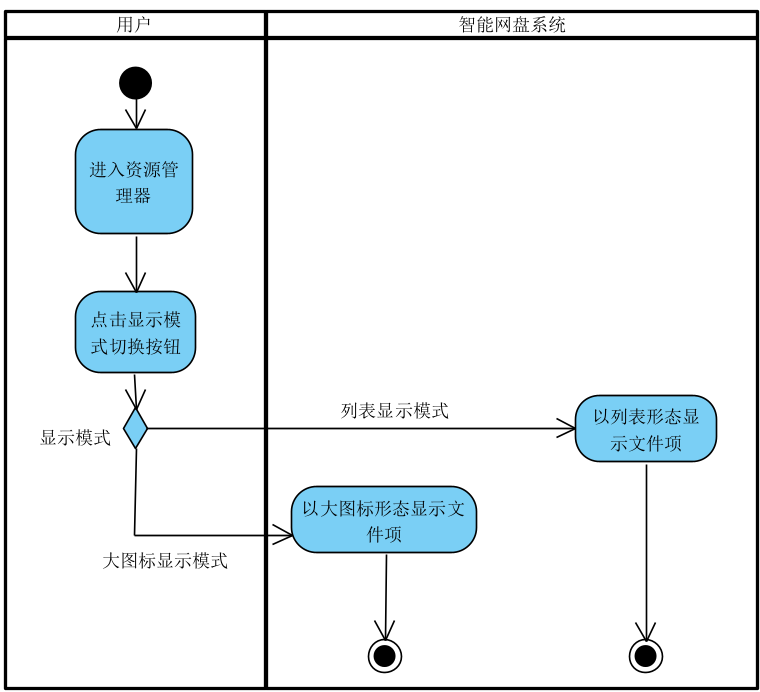 用户
智能网盘系统
进入资源管
理器
点击显示模
式切换按钮
显示模式
列表显示模式
以列表形态显
示文件项
以大图标形态显示文
件项
大图标显示模式